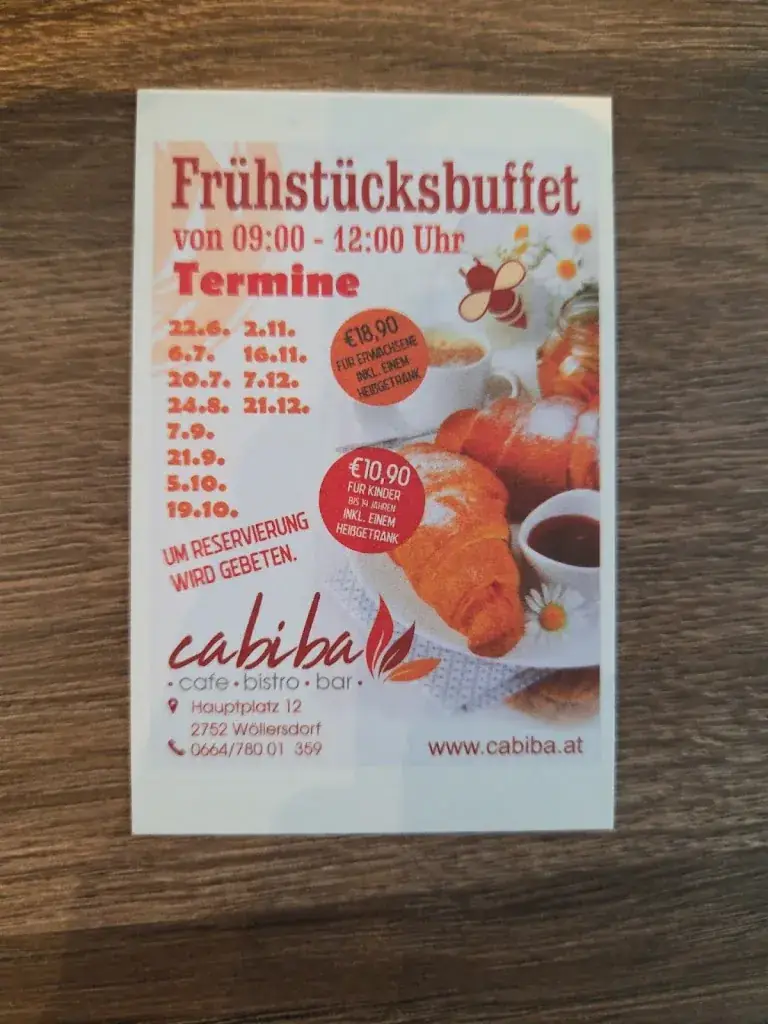 Frühstücksbuffet
von 09:00 - 12:00 Uhr
Termine
22.6. 2.11.
6.7. 16.11.
20.7. 7.12.
24.8. 21.12.
7.9.
21.9.
5.10.
19.10.
€18,90
FÜR ERWACHSENE
INKL. EINEM
HEIßGETRÄNK
€10,90
FÜR KINDER
BIS 14 JAHREN
INKL. EINEM
HEIßGETRÄNK
UM RESERVIERUNG
WIRD GEBETEN.
cabiba
• cafe • bistro • bar •
Hauptplatz 12
2752 Wöllersdorf
0664/780 01 359
www.cabiba.at